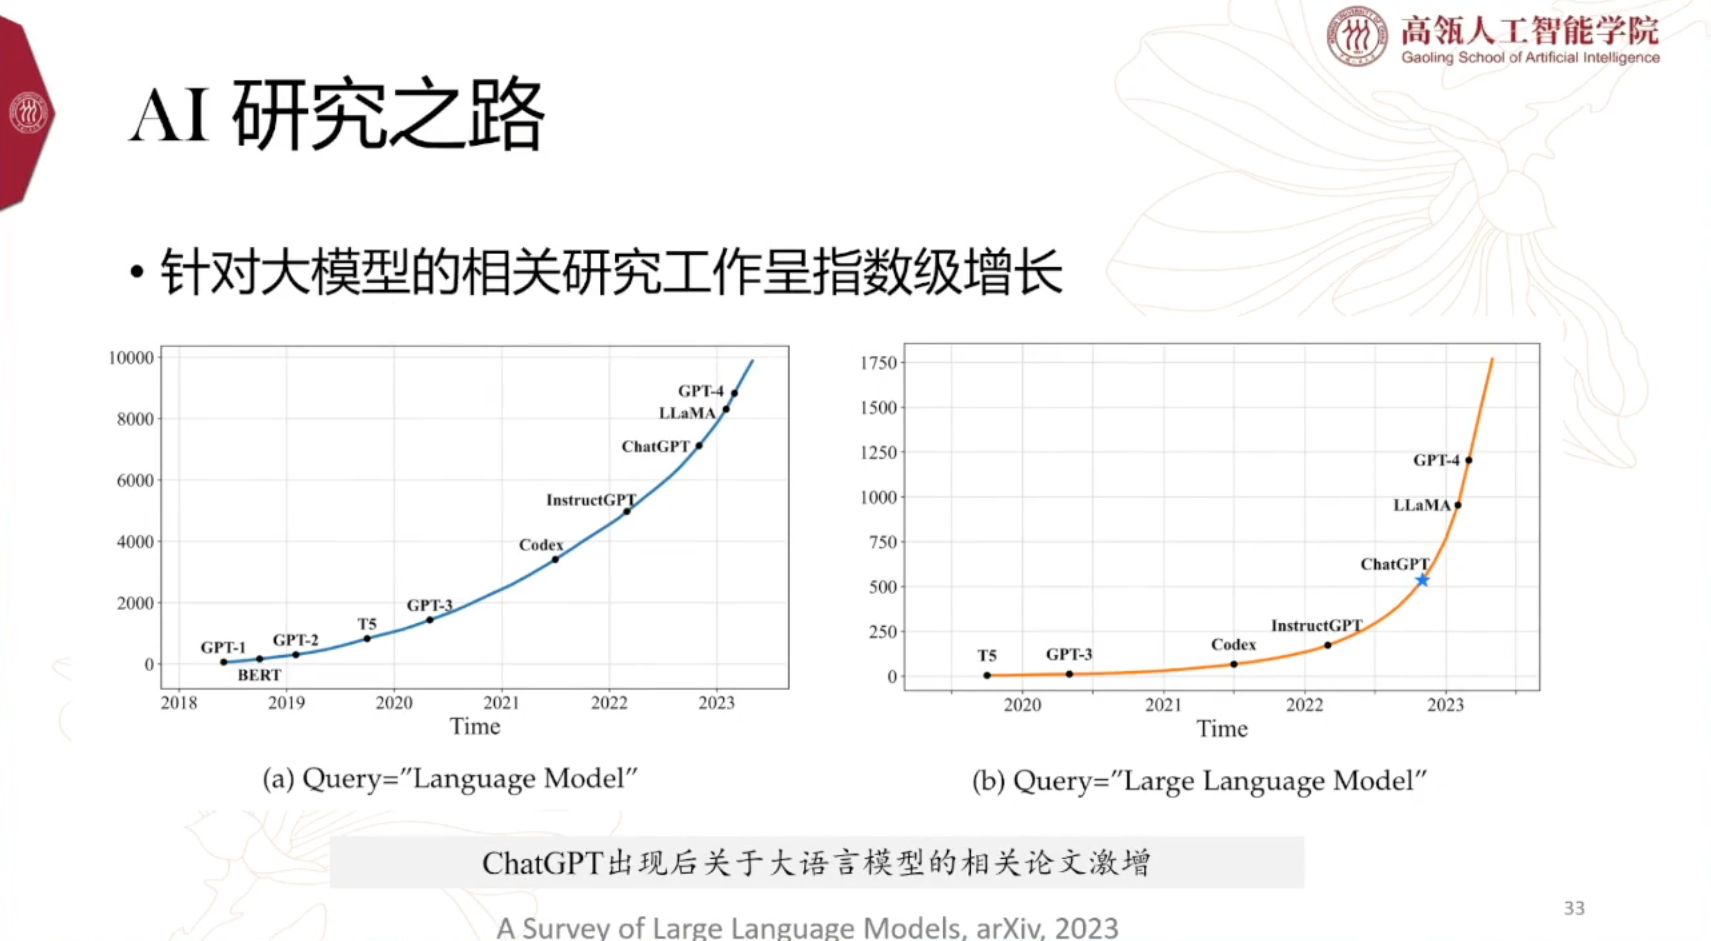 高瓴人工智能学院
Gaoling School of Artificial Intelligence
AI 研究之路
• 针对大模型的相关研究工作呈指数级增长
10000
8000
6000
4000
2000
0
GPT-4
LLaMA
ChatGPT
InstructGPT
Codex
GPT-3
T5
GPT-2
GPT-1
BERT
2018 2019 2020 2021 2022 2023
Time
(a) Query="Language Model"
1750
1500
1250
1000
750
500
250
0
GPT-4
LLaMA
ChatGPT
InstructGPT
Codex
GPT-3
T5
2020 2021 2022 2023
Time
(b) Query="Large Language Model"
ChatGPT出现后关于大语言模型的相关论文激增
A Survey of Large Language Models, arXiv, 2023
33